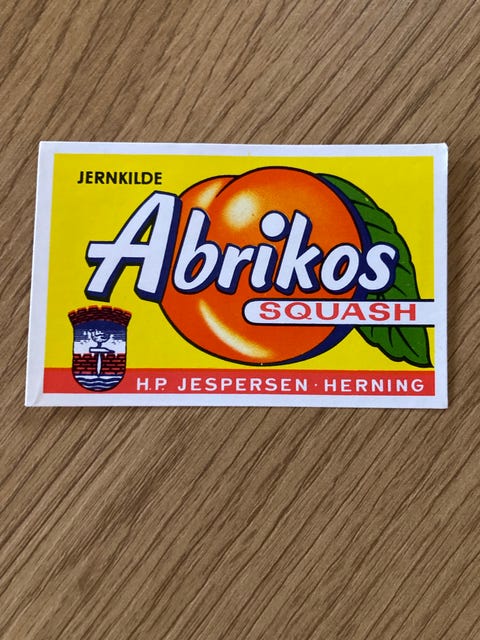 JERNKILDE
Abrikos
SQUASH
H.P. JESPERSEN · HERNING